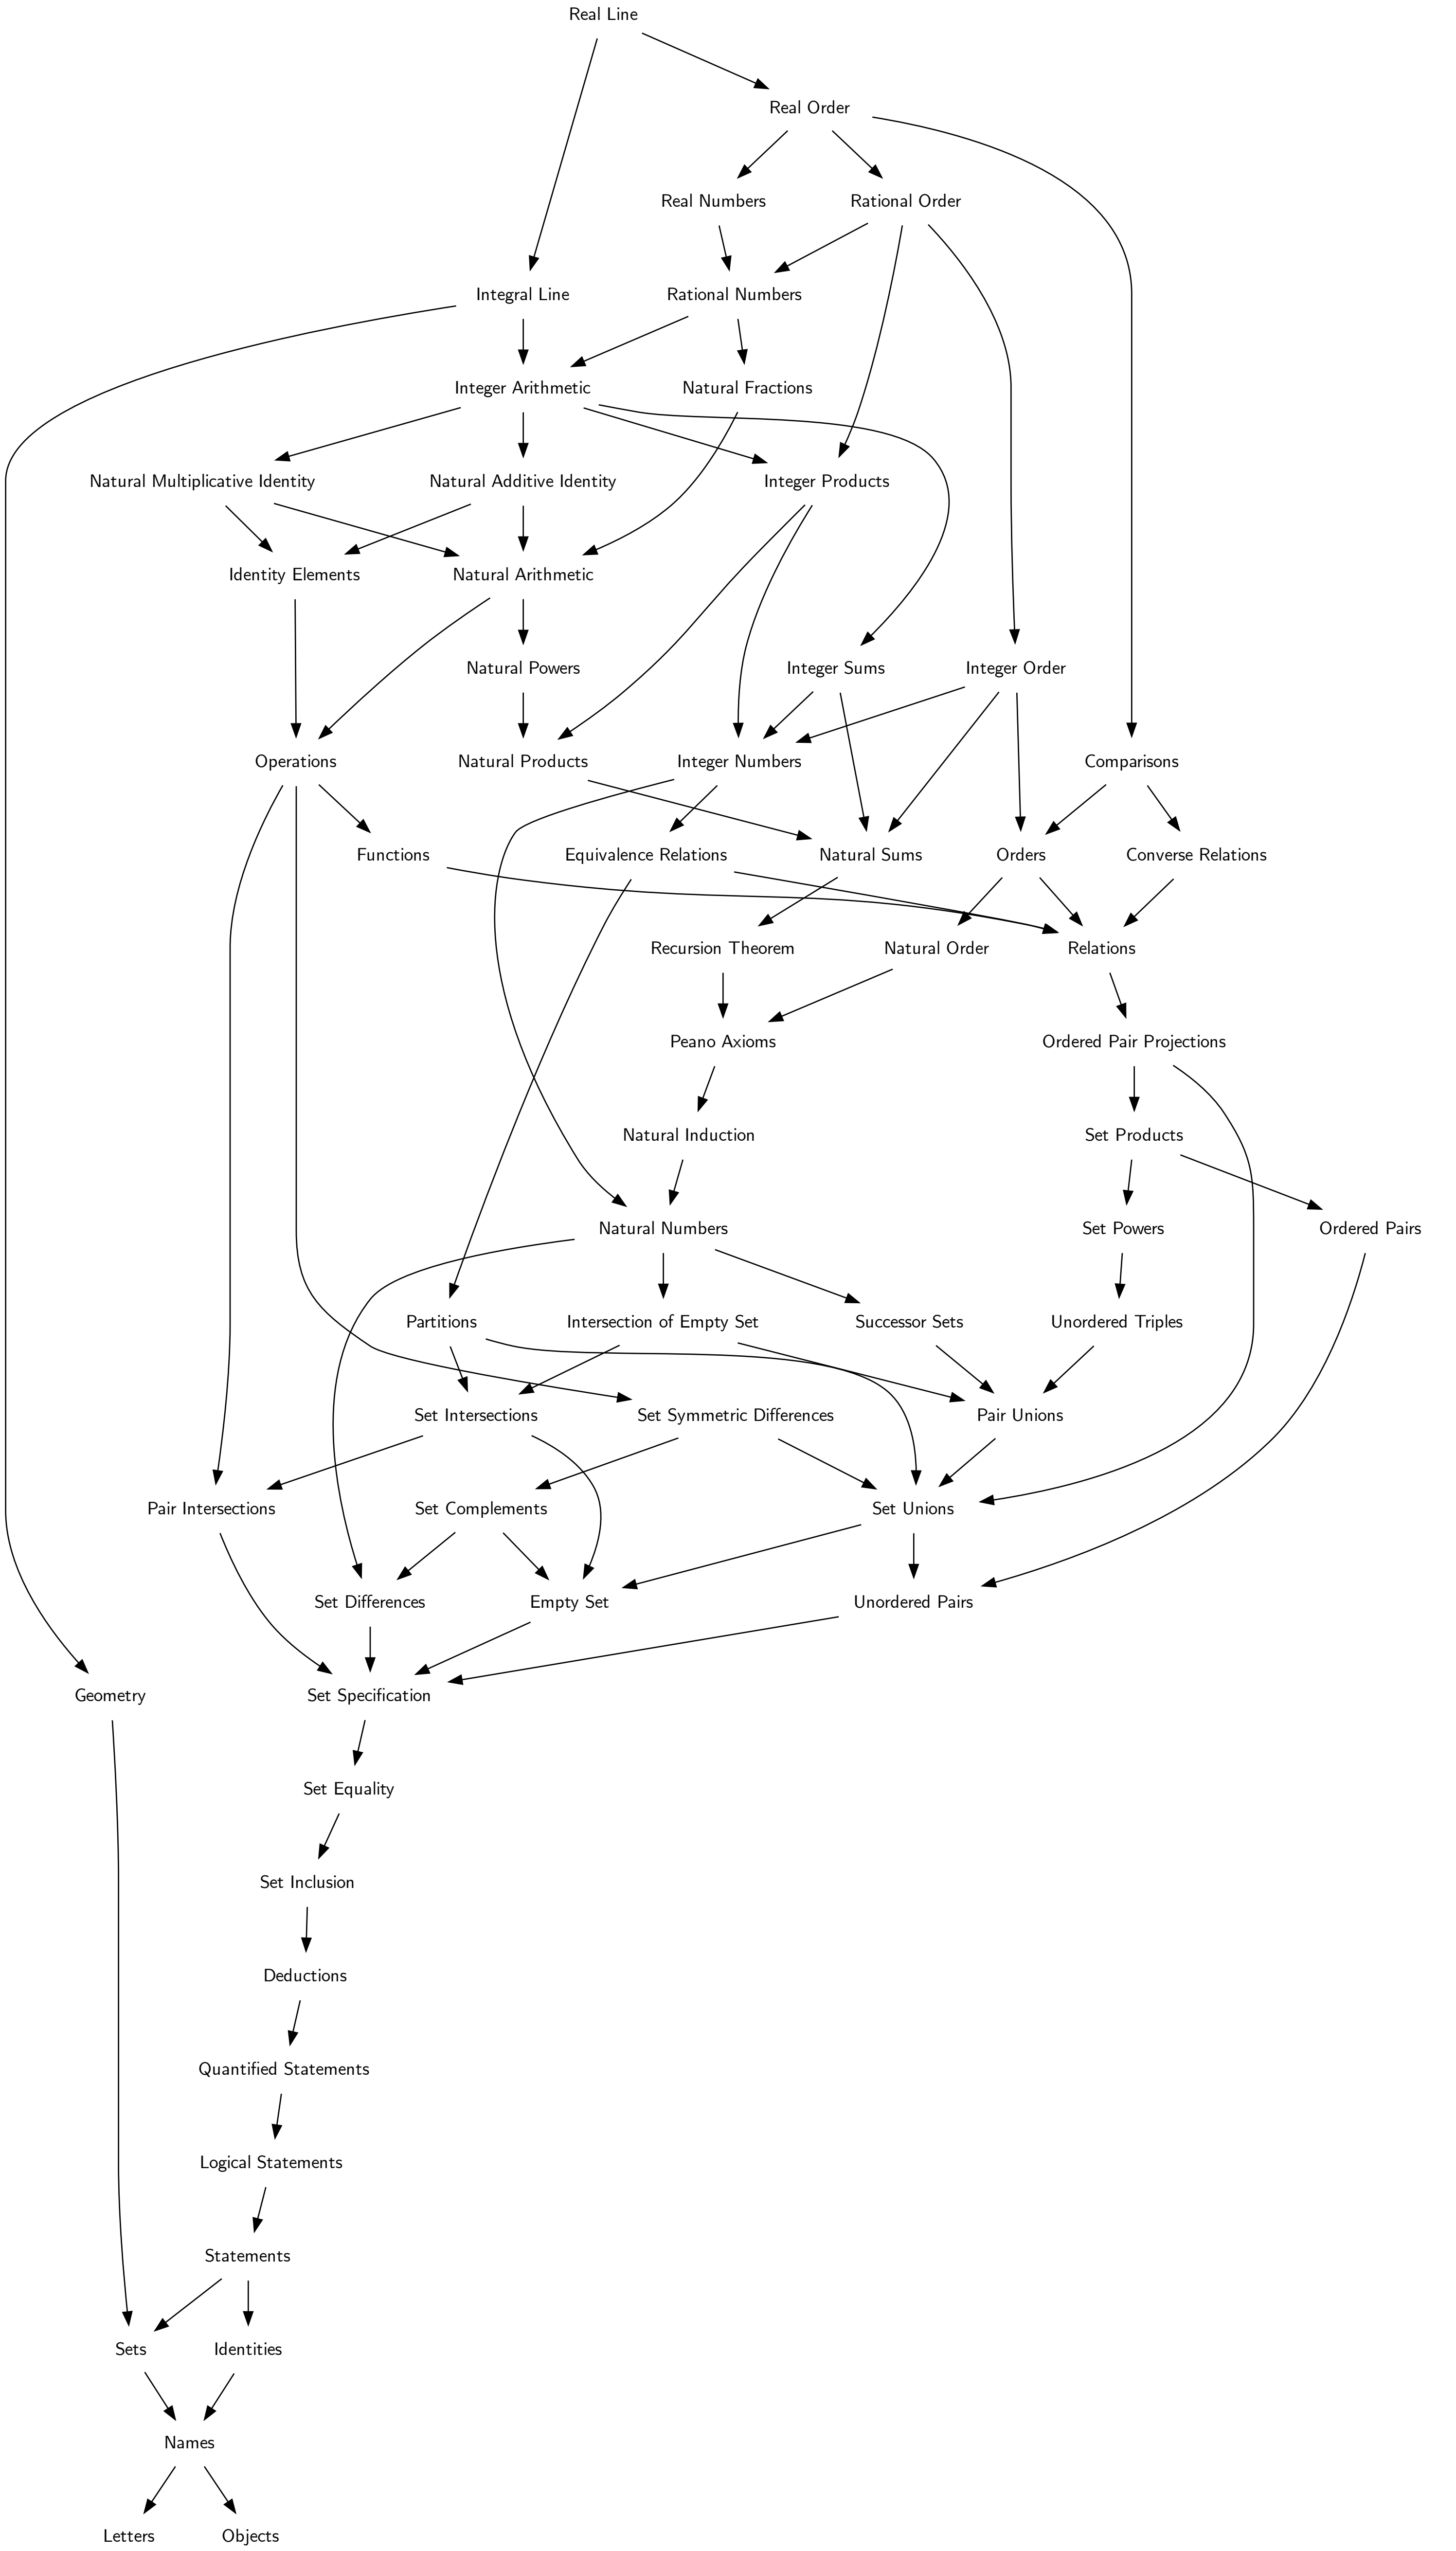 Real Line
Real Order
Real Numbers
Rational Order
Integral Line
Rational Numbers
Integer Arithmetic
Natural Fractions
Natural Multiplicative Identity
Natural Additive Identity
Integer Products
Identity Elements
Natural Arithmetic
Natural Powers
Integer Sums
Integer Order
Operations
Natural Products
Integer Numbers
Comparisons
Functions
Equivalence Relations
Natural Sums
Orders
Converse Relations
Recursion Theorem
Natural Order
Relations
Peano Axioms
Ordered Pair Projections
Natural Induction
Set Products
Natural Numbers
Set Powers
Ordered Pairs
Partitions
Intersection of Empty Set
Successor Sets
Unordered Triples
Set Intersections
Set Symmetric Differences
Pair Unions
Pair Intersections
Set Complements
Set Unions
Set Differences
Empty Set
Unordered Pairs
Geometry
Set Specification
Set Equality
Set Inclusion
Deductions
Quantified Statements
Logical Statements
Statements
Sets
Identities
Names
Letters
Objects